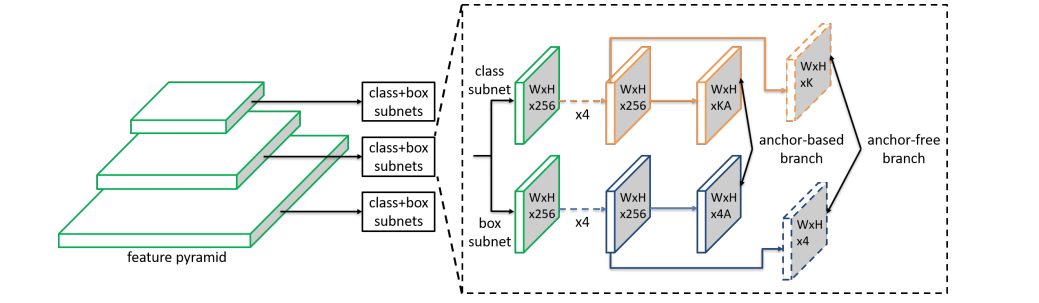 class+box
subnets
class+box
subnets
class+box
subnets
feature pyramid
class
subnet
WxH
x256
x4
WxH
x256
WxH
xKA
WxH
xK
anchor-based
branch
anchor-free
branch
box
subnet
WxH
x256
x4
WxH
x256
WxH
x4A
WxH
x4